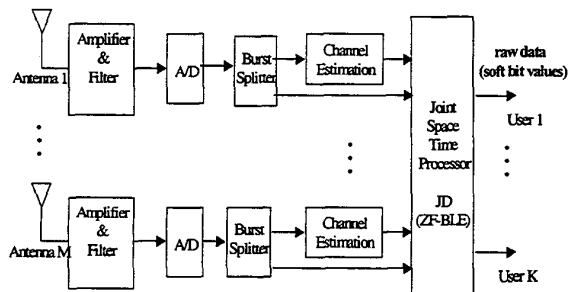 Amplifier
&
Filter
Antenna 1
A/D
Burst
Splitter
Channel
Estimation
Joint
Space
Time
Processor
JD
(ZF-BLE)
raw data
(soft bit values)
User 1
Amplifier
&
Filter
Antenna M
A/D
Burst
Splitter
Channel
Estimation
User K